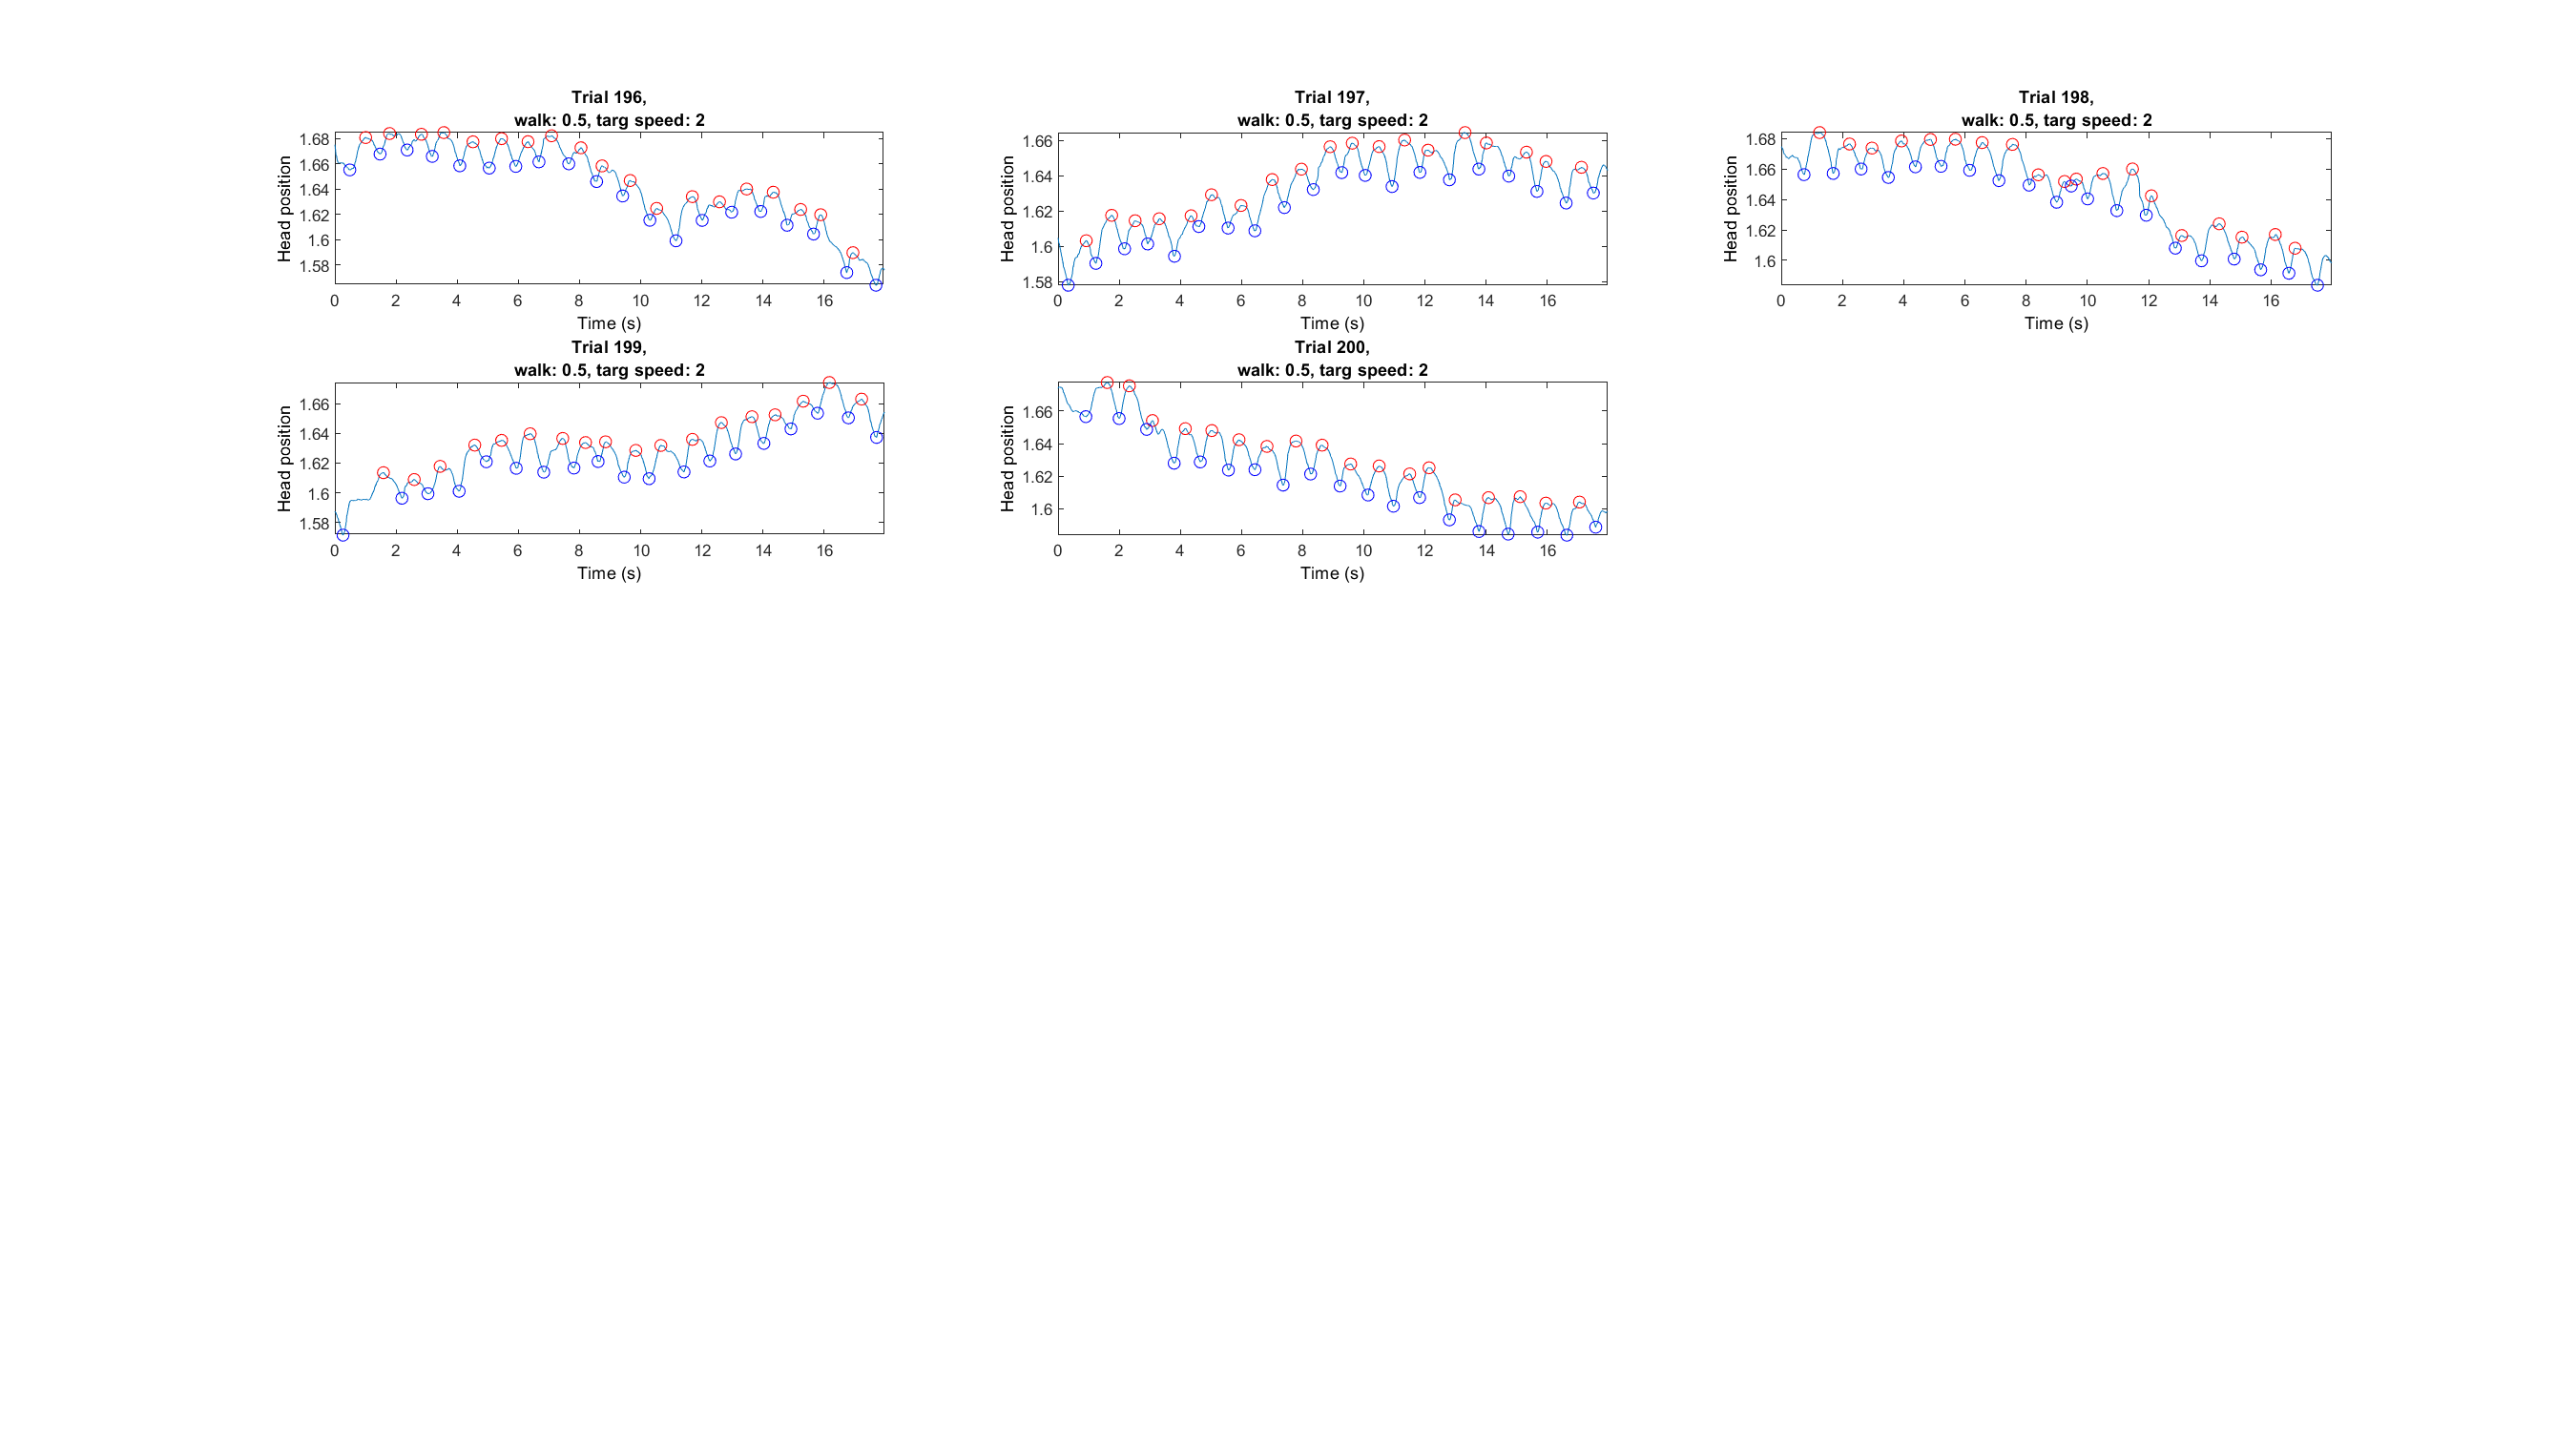 Trial 196,
walk: 0.5, targ speed: 2
Head position
1.68
1.66
1.64
1.62
1.6
1.58
0 2 4 6 8 10 12 14 16
Time (s)
Trial 197,
walk: 0.5, targ speed: 2
Head position
1.66
1.64
1.62
1.6
1.58
0 2 4 6 8 10 12 14 16
Time (s)
Trial 198,
walk: 0.5, targ speed: 2
Head position
1.68
1.66
1.64
1.62
1.6
0 2 4 6 8 10 12 14 16
Time (s)
Trial 199,
walk: 0.5, targ speed: 2
Head position
1.66
1.64
1.62
1.6
1.58
0 2 4 6 8 10 12 14 16
Time (s)
Trial 200,
walk: 0.5, targ speed: 2
Head position
1.66
1.64
1.62
1.6
0 2 4 6 8 10 12 14 16
Time (s)